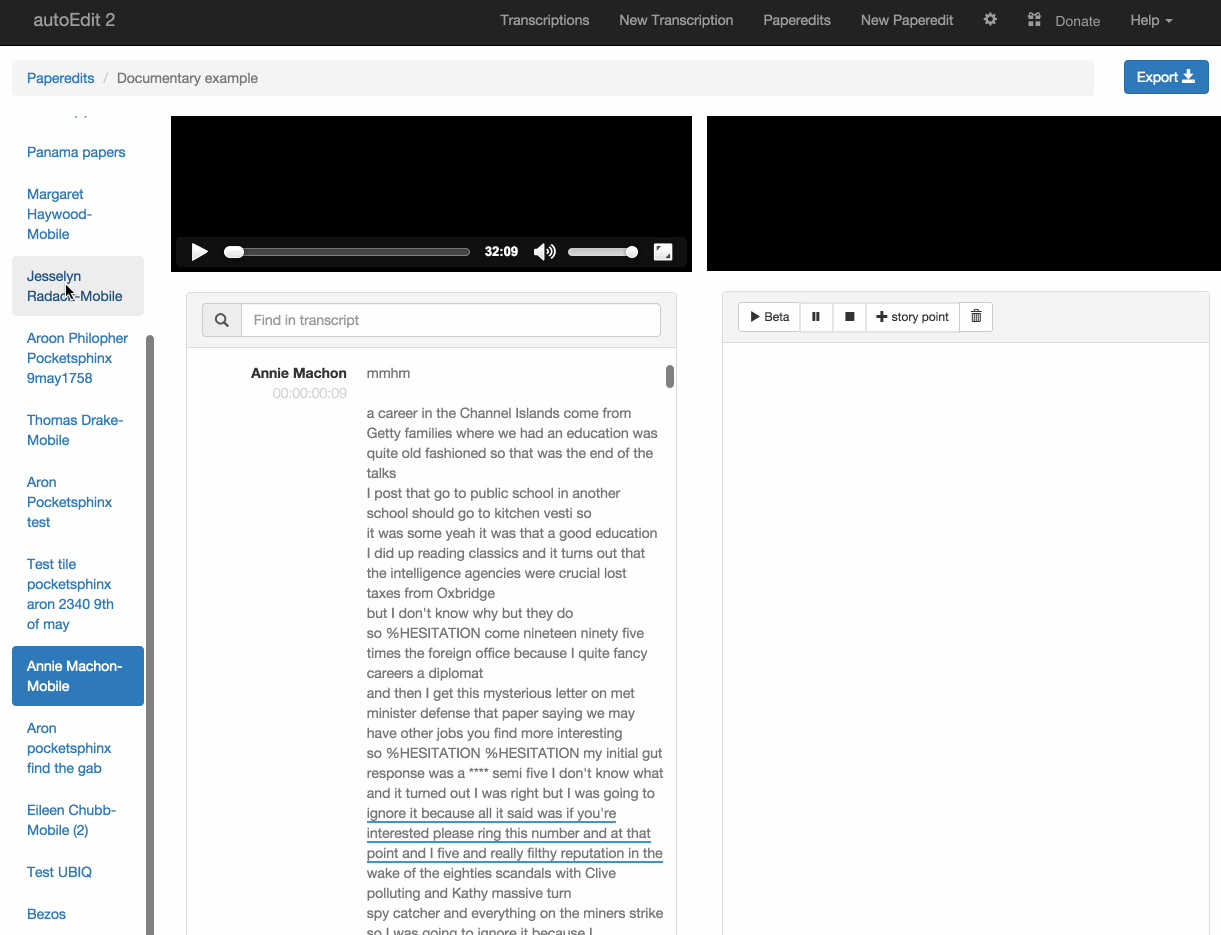 autoEdit 2
Transcriptions
New Transcription
Paperedits
New Paperedit
Donate
Help
Paperedits / Documentary example
Export
Panama papers
Margaret
Haywood-
Mobile
Jesselyn
Radack-Mobile
Aroon Philopher
Pocketsphinx
9may1758
Thomas Drake-
Mobile
Aron
Pocketsphinx
test
Test tile
pocketsphinx
aron 2340 9th
of may
Annie Machon-
Mobile
Aron
pocketsphinx
find the gab
Eileen Chubb-
Mobile (2)
Test UBIQ
Bezos
32:09
Find in transcript
Annie Machon
00:00:00:09
mmhm
a career in the Channel Islands come from
Getty families where we had an education was
quite old fashioned so that was the end of the
talks
I post that go to public school in another
school should go to kitchen vesti so
it was some yeah it was that a good education
I did up reading classics and it turns out that
the intelligence agencies were crucial lost
taxes from Oxbridge
but I don't know why but they do
so %HESITATION come nineteen ninety five
times the foreign office because I quite fancy
careers a diplomat
and then I get this mysterious letter on met
minister defense that paper saying we may
have other jobs you find more interesting
so %HESITATION %HESITATION my initial gut
response was a **** semi five I don't know what
and it turned out I was right but I was going to
ignore it because all it said was if you're
interested please ring this number and at that
point and I five and really filthy reputation in the
wake of the eighties scandals with Clive
polluting and Kathy massive turn
spy catcher and everything on the miners strike
so I was going to ignore it because I
Beta
story point